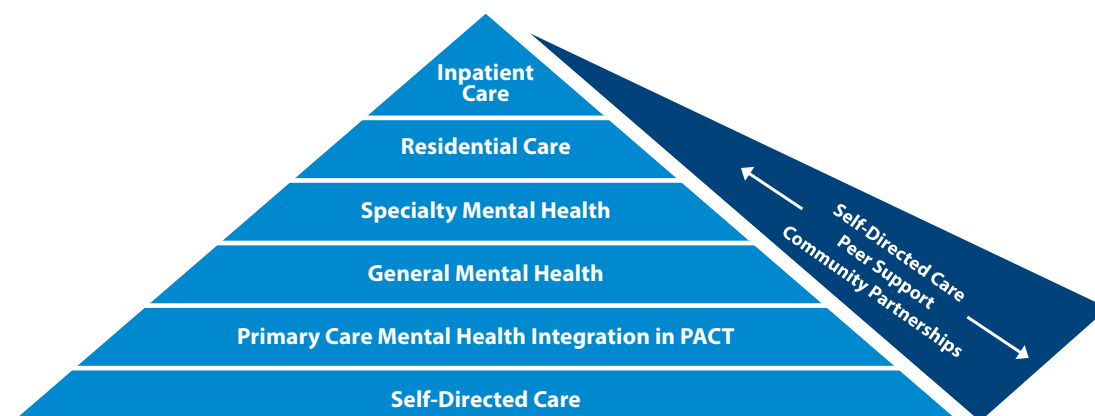 Inpatient
Care
Residential Care
Specialty Mental Health
General Mental Health
Primary Care Mental Health Integration in PACT
Self-Directed Care
Self-Directed Care
Peer Support
Community Partnerships